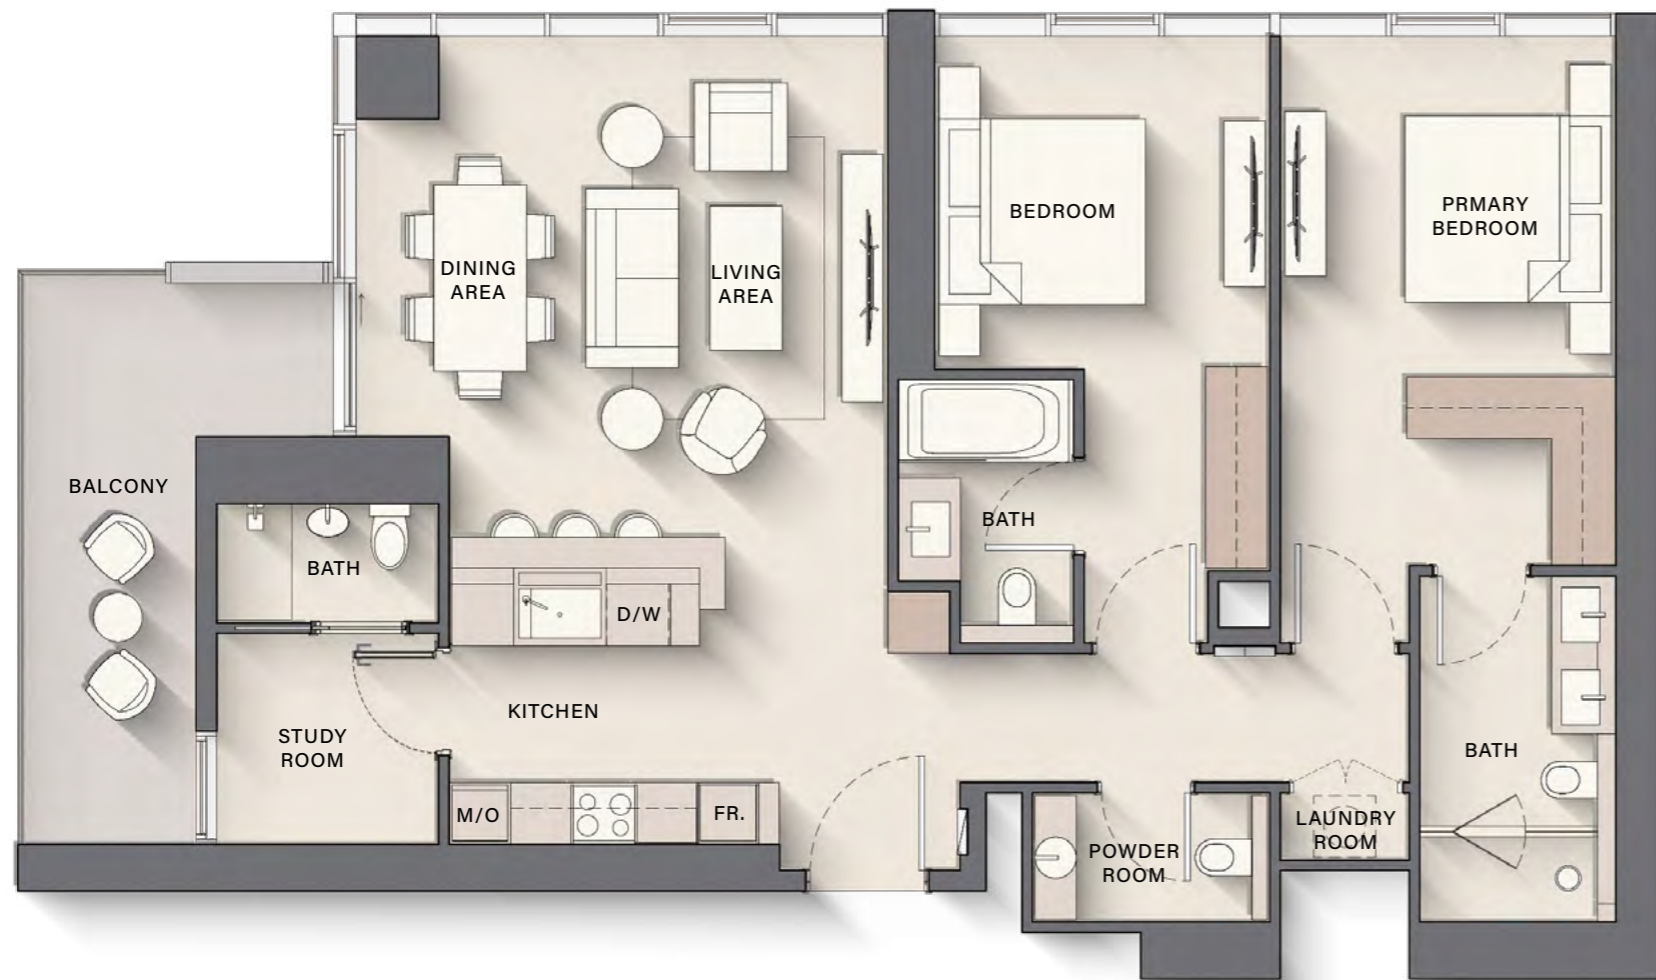 BEDROOM
PRMARY
BEDROOM
DINING
AREA
LIVING
AREA
BALCONY
BATH
BATH
D/W
KITCHEN
STUDY
ROOM
BATH
M/O
FR.
POWDER
ROOM
LAUNDRY
ROOM